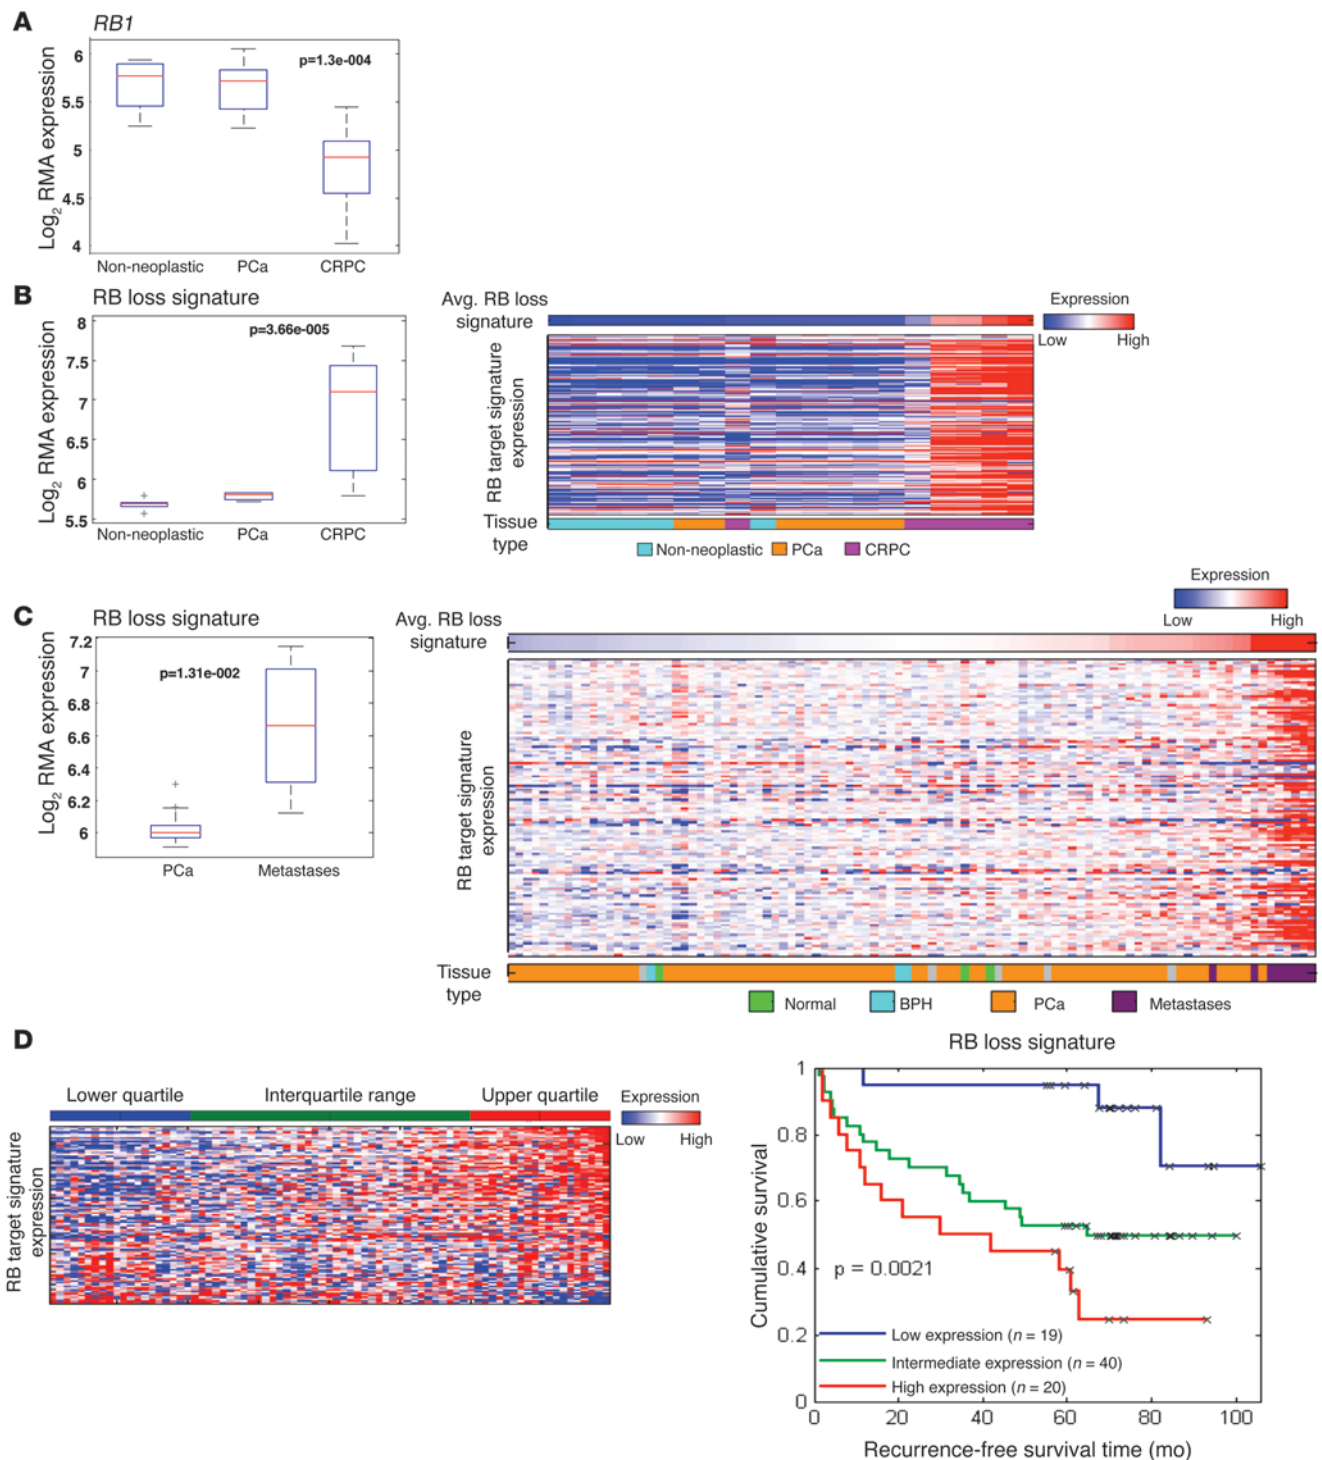 A
RB1
Log2 RMA expression
6
5.5
5
4.5
4
p=1.3e-004
Non-neoplastic PCa CRPC
B
RB loss signature
Log2 RMA expression
8
7.5
7
6.5
6
5.5
p=3.66e-005
Non-neoplastic PCa CRPC
Avg. RB loss
signature
Expression
Low High
RB target signature
expression
Tissue
type
Non-neoplastic PCa CRPC
C
RB loss signature
Log2 RMA expression
7.2
7
6.8
6.6
6.4
6.2
6
p=1.31e-002
PCa Metastases
Avg. RB loss
signature
Expression
Low High
RB target signature
expression
Tissue
type
Normal BPH PCa Metastases
D
Lower quartile Interquartile range Upper quartile
Expression
Low High
RB target signature
expression
RB loss signature
Cumulative survival
1
0.8
0.6
0.4
0.2
0
p = 0.0021
Low expression (n = 19)
Intermediate expression (n = 40)
High expression (n = 20)
0 20 40 60 80 100
Recurrence-free survival time (mo)